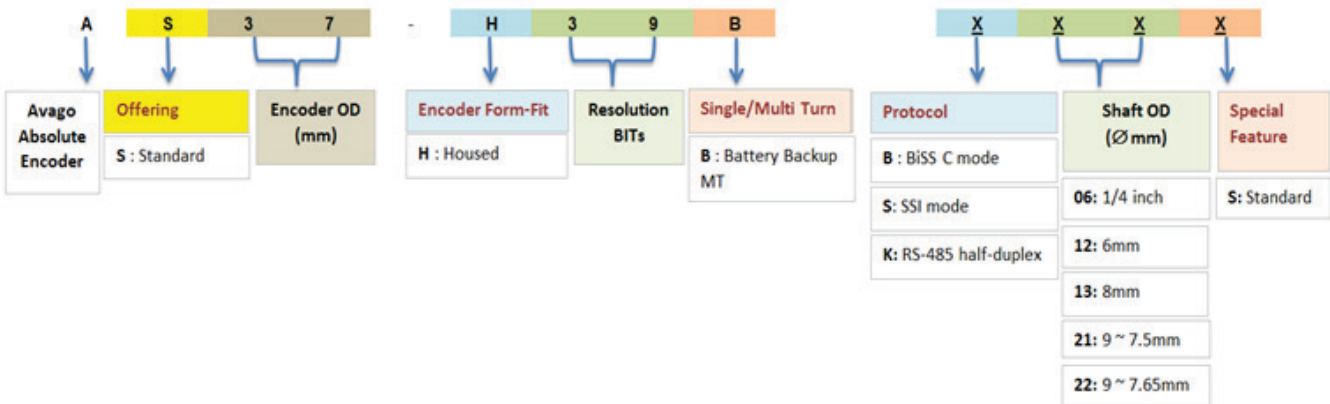 A S 3 7 - H 3 9 B X X X X
Avago
Absolute
Encoder
Offering
S : Standard
Encoder OD
(mm)
Encoder Form-Fit
H : Housed
Resolution
BITs
Single/Multi Turn
B : Battery Backup
MT
Protocol
B : BiSS C mode
S: SSI mode
K: RS-485 half-duplex
Shaft OD
(Ø mm)
06: 1/4 inch
12: 6mm
13: 8mm
21: 9 ~ 7.5mm
22: 9 ~ 7.65mm
Special
Feature
S: Standard